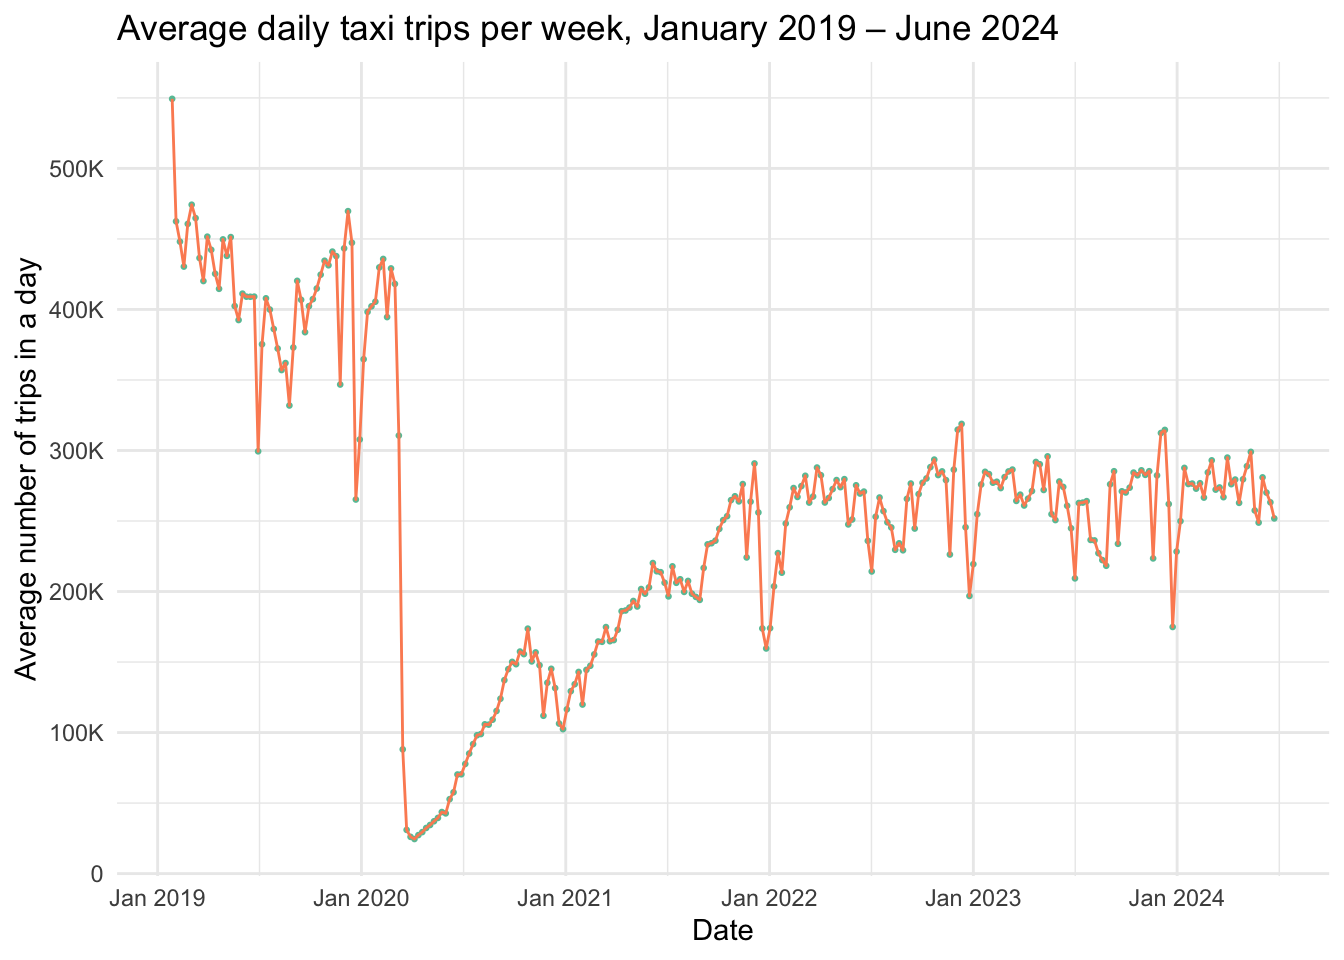 Average daily taxi trips per week, January 2019 – June 2024
Average number of trips in a day
500K
400K
300K
200K
100K
0
Jan 2019
Jan 2020
Jan 2021
Jan 2022
Jan 2023
Jan 2024
Date